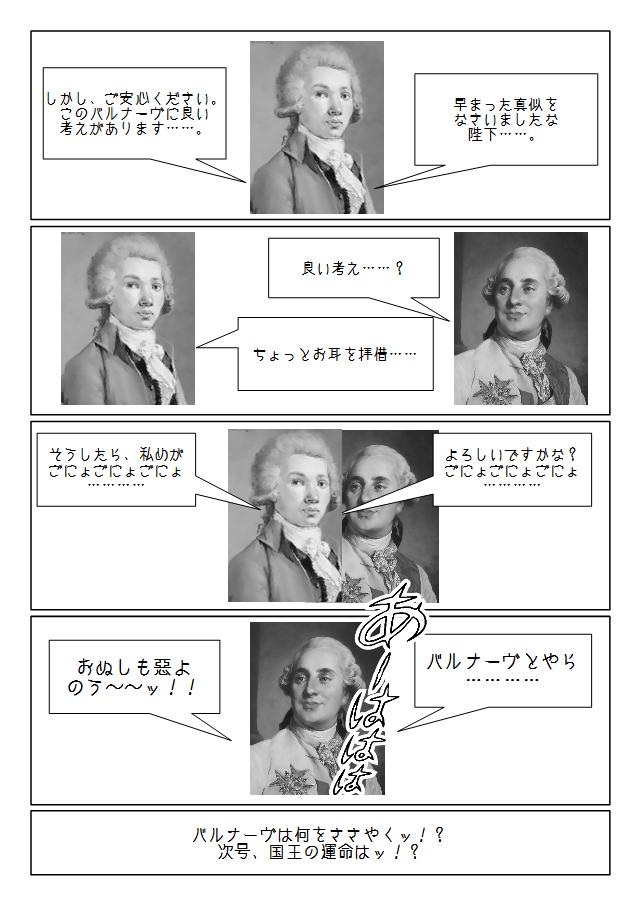 早まった真似を
なさいましたな
陛下……。
しかし、ご安心ください。
このバルナーヴに良い
考えがあります……。
良い考え……？
ちょっとお耳を拝借……
よろしいですかな？
ごにょごにょごにょ
…………
そうしたら、私めが
ごにょごにょごにょ
…………
バルナーヴとやら
…………
おぬしも惡よ
のう～～ッ！！
あーははは
バルナーヴは何をささやくッ！？
次号、国王の運命はッ！？